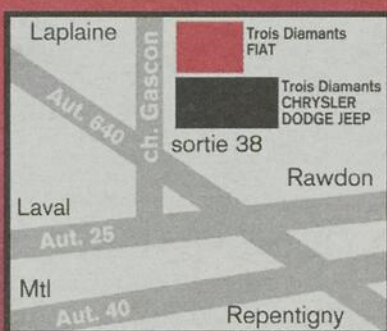 Laplaine
Trois Diamants
FIAT
Trois Diamants
CHRYSLER
DODGE JEEP
Aut. 640
ch. Gascon
sortie 38
Rawdon
Laval
Aut. 25
Mtl
Aut. 40
Repentigny